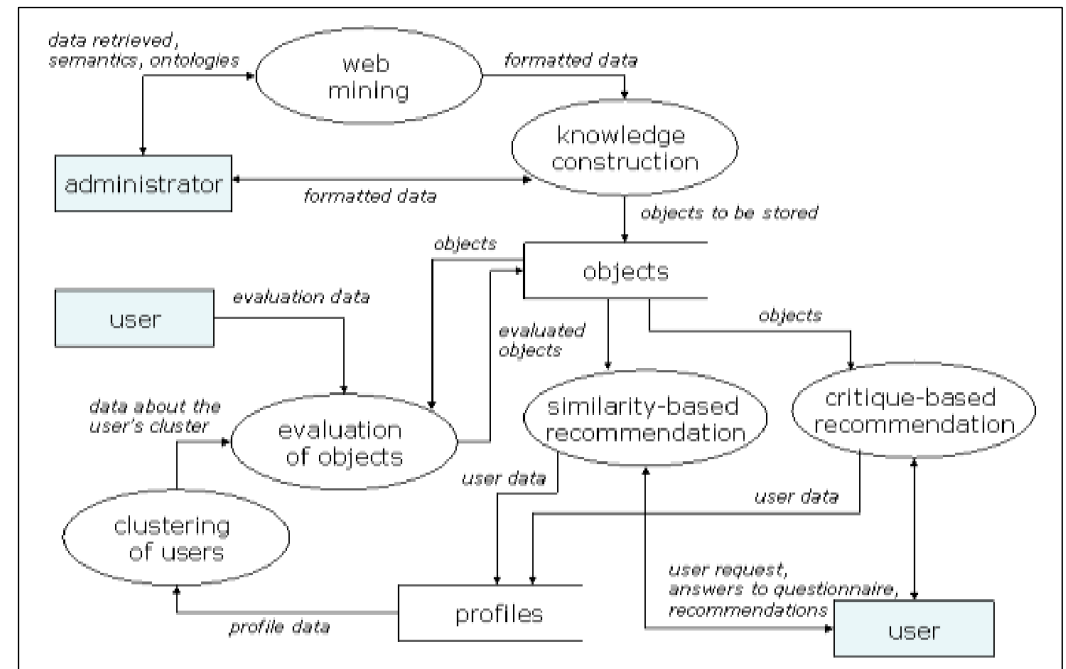 data retrieved,
semantics, ontologies
web
mining
formatted data
knowledge
construction
administrator
formatted data
objects to be stored
objects
objects
user
evaluation data
evaluated
objects
objects
data about the
user's cluster
evaluation
of objects
similarity-based
recommendation
critique-based
recommendation
user data
user data
clustering
of users
profile data
profiles
user request,
answers to questionnaire,
recommendations
user